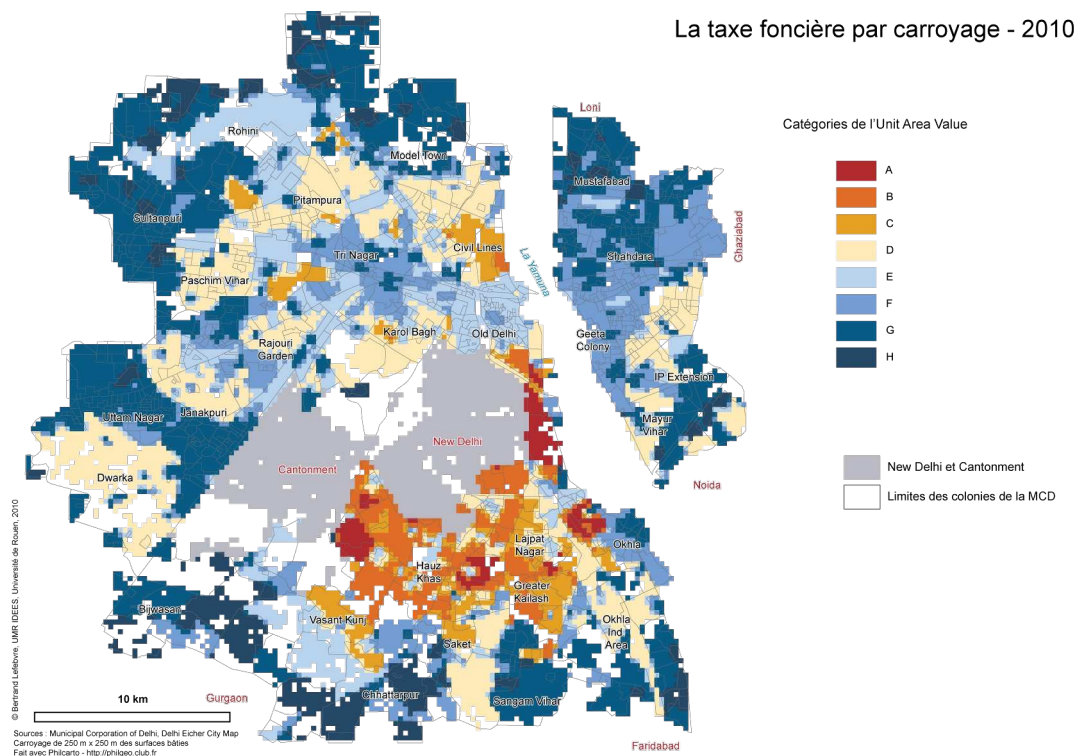 La taxe foncière par carroyage - 2010
Loni
Rohini
Model Town
Catégories de l'Unit Area Value
A
B
C
D
E
F
G
H
Mustafabad
Pitampura
Sultanpuri
Ghaziabad
Civil Lines
Tri Nagar
La Yamuna
Shahdara
Paschim Vihar
Karol Bagh
Old Delhi
Geeta
Colony
Rajouri
Garden
IP Extension
Janakpuri
Uttam Nagar
Mayur
Vihar
New Delhi
Cantonment
Dwarka
Noida
New Delhi et Cantonment
Limites des colonies de la MCD
Lajpat
Nagar
Okhla
Hauz
Khas
Greater
Kailash
Bijwasan
Vasant Kunj
Okhla
Ind
Area
Saket
Chhattarpur
Sangam Vihar
Gurgaon
Faridabad
10 km
© Bertrand Lefebvre, UMR IDEES, Université de Rouen, 2010
Sources : Municipal Corporation of Delhi, Delhi Eicher City Map
Carroyage de 250 m x 250 m des surfaces bâties
Fait avec Philcarto - http://philgeo.club.fr